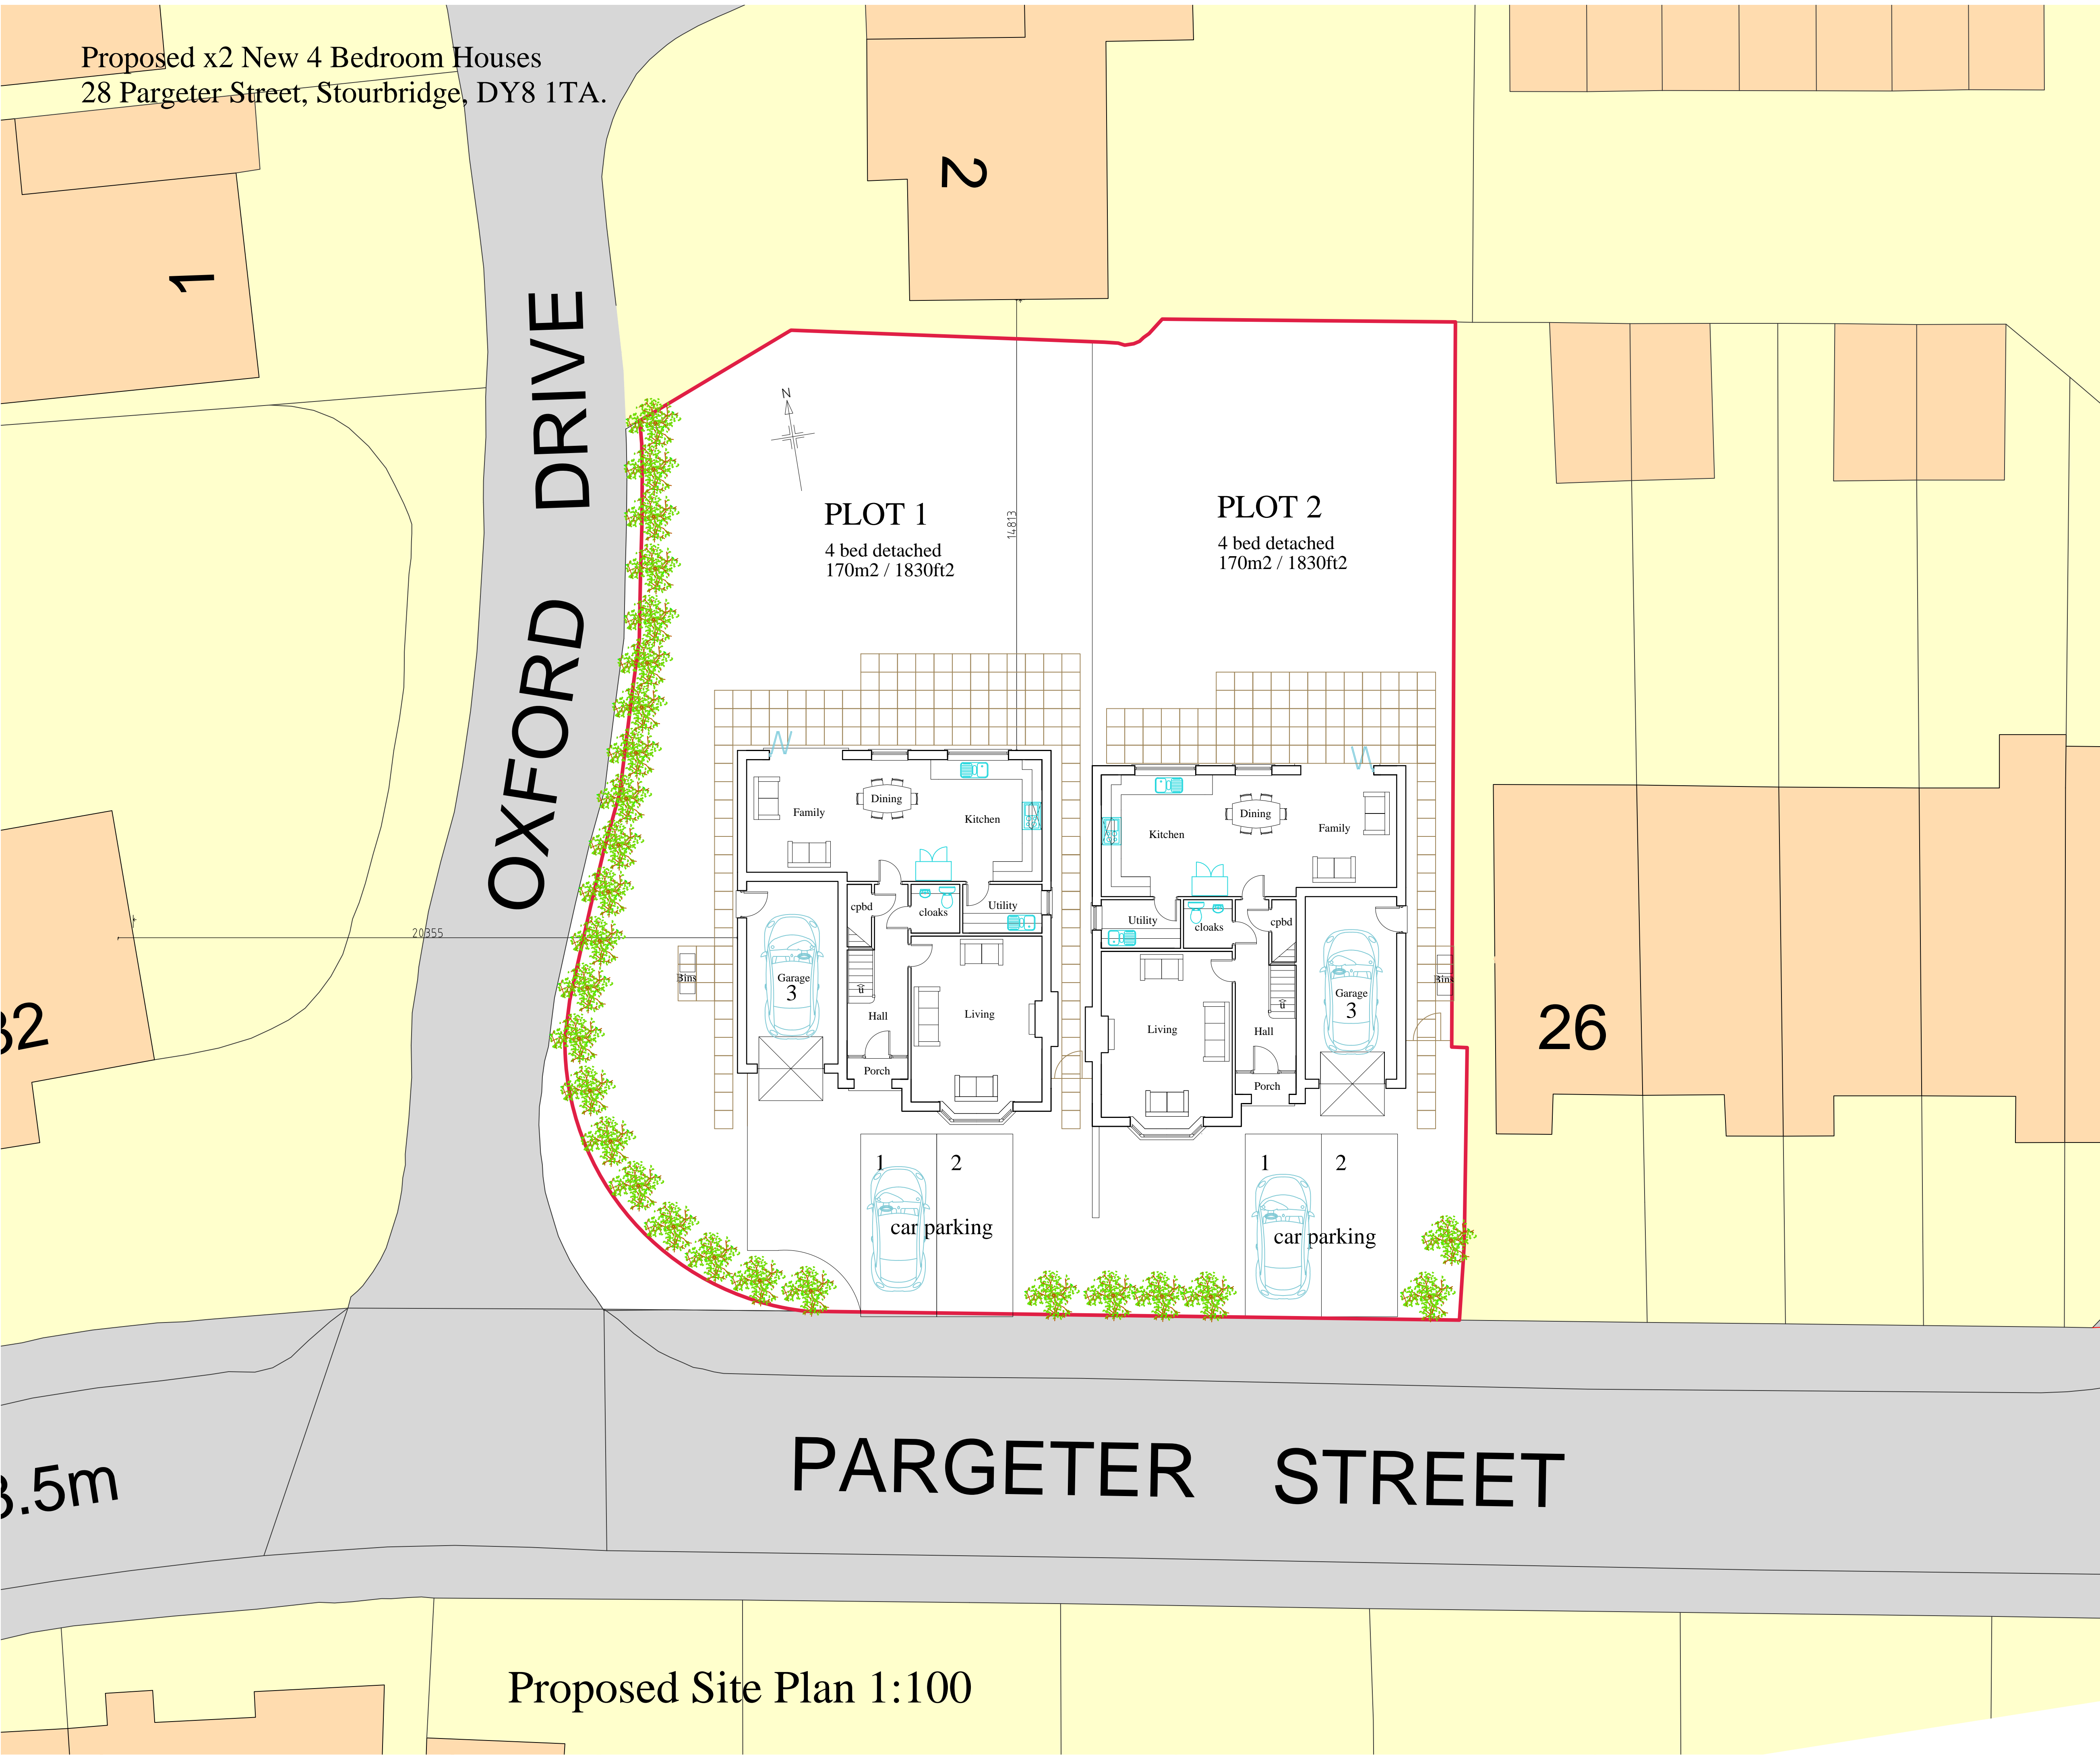 Proposed x2 New 4 Bedroom Houses
28 Pargeter Street, Stourbridge, DY8 1TA.
1
2
OXFORD DRIVE
N
PLOT 1
4 bed detached
170m2 / 1830ft2
14813
PLOT 2
4 bed detached
170m2 / 1830ft2
Family
Dining
Kitchen
cpbd
cloaks
Utility
Garage
3
Bins
u
Hall
Living
Porch
Kitchen
Dining
Family
Utility
cloaks
cpbd
Garage
3
Bins
u
Hall
Living
Porch
20355
26
1
2
car parking
1
2
car parking
PARGETER STREET
Proposed Site Plan 1:100